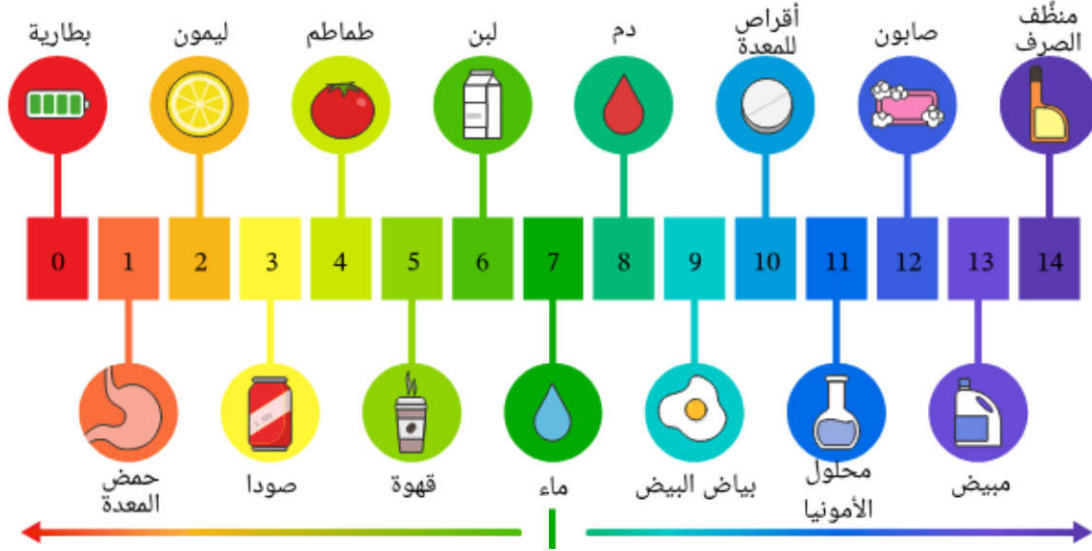 بطارية
ليمون
طماطم
لبن
دم
أقراص
للمعدة
صابون
منظّف
الصرف
0 1 2 3 4 5 6 7 8 9 10 11 12 13 14
حمض
المعدة
صودا
قهوة
ماء
بياض البيض
محلول
الأمونيا
مبيض